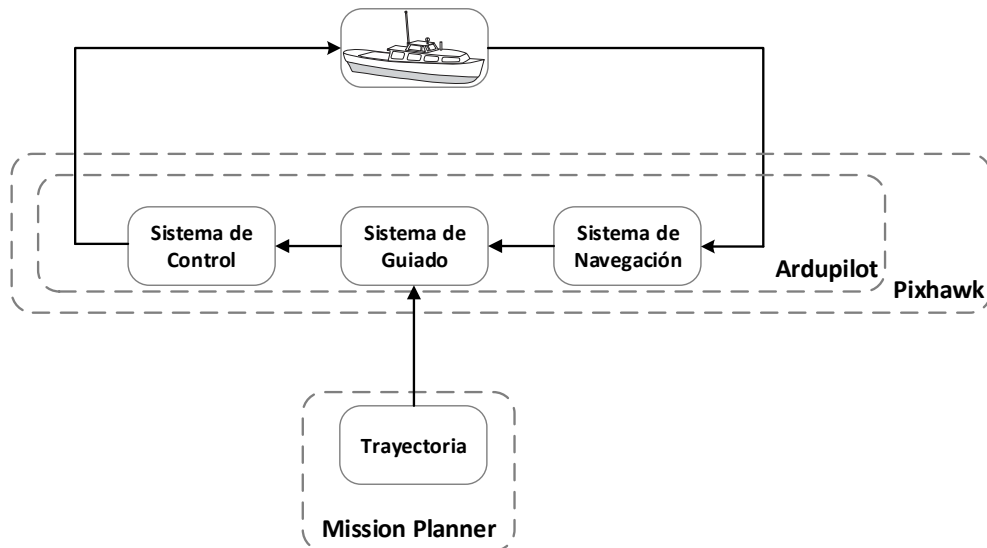 Sistema de
Control
Sistema de
Guiado
Sistema de
Navegación
Ardupilot
Pixhawk
Trayectoria
Mission Planner